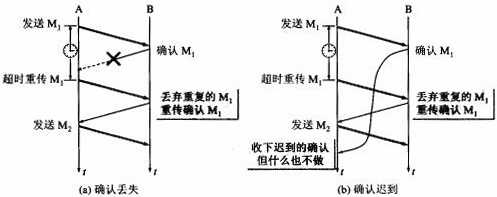 A
B
发送 M₁
确认 M₁
超时重传 M₁
丢弃重复的 M₁
重传确认 M₁
发送 M₂
t
t
(a) 确认丢失
A
B
发送 M₁
确认 M₁
超时重传 M₁
丢弃重复的 M₁
重传确认 M₁
发送 M₂
收下迟到的确认
但什么也不做
t
t
(b) 确认迟到